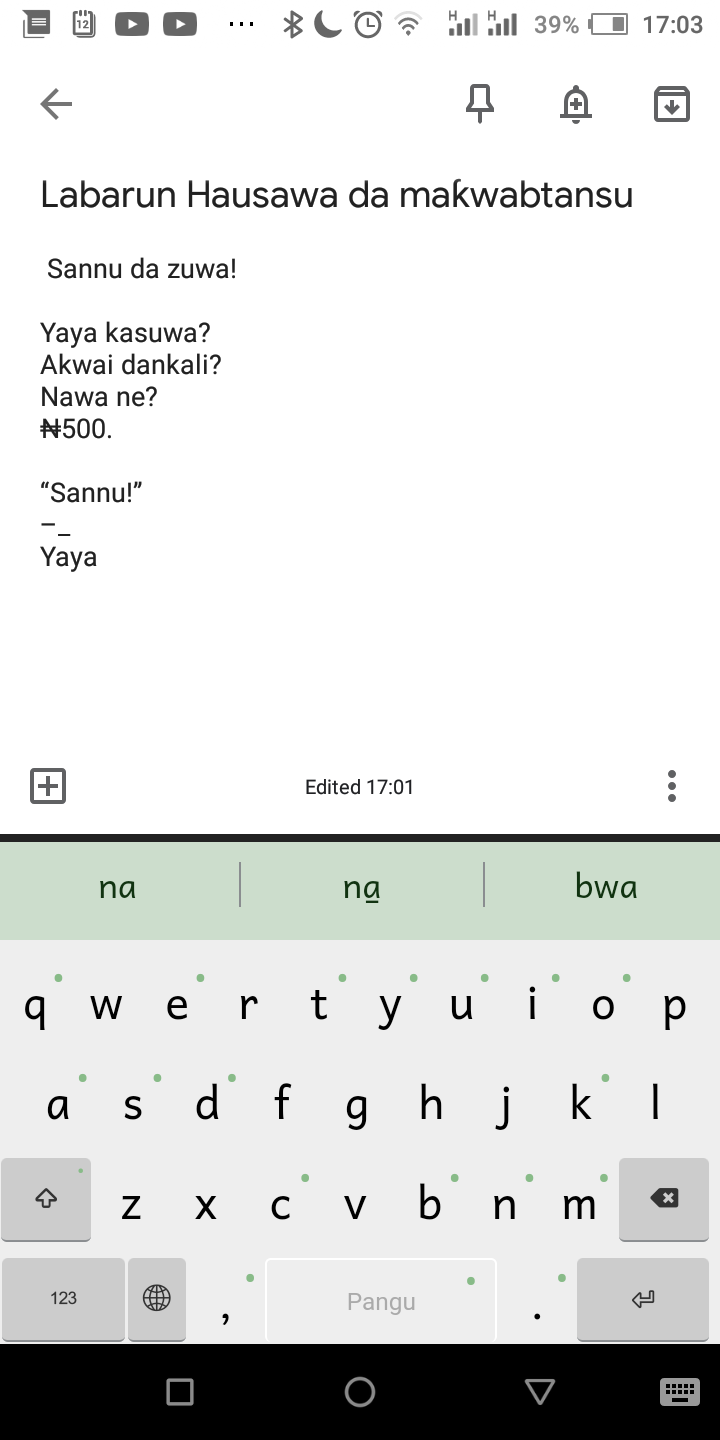 12 ... H H 39% 17:03
Labarun Hausawa da maƙwabtansu
Sannu da zuwa!
Yaya kasuwa?
Akwai dankali?
Nawa ne?
₦500.
“Sannu!”
–_
Yaya
Edited 17:01
na na̱ bwa
q w e r t y u i o p
a s d f g h j k l
z x c v b n m
123 , Pangu .